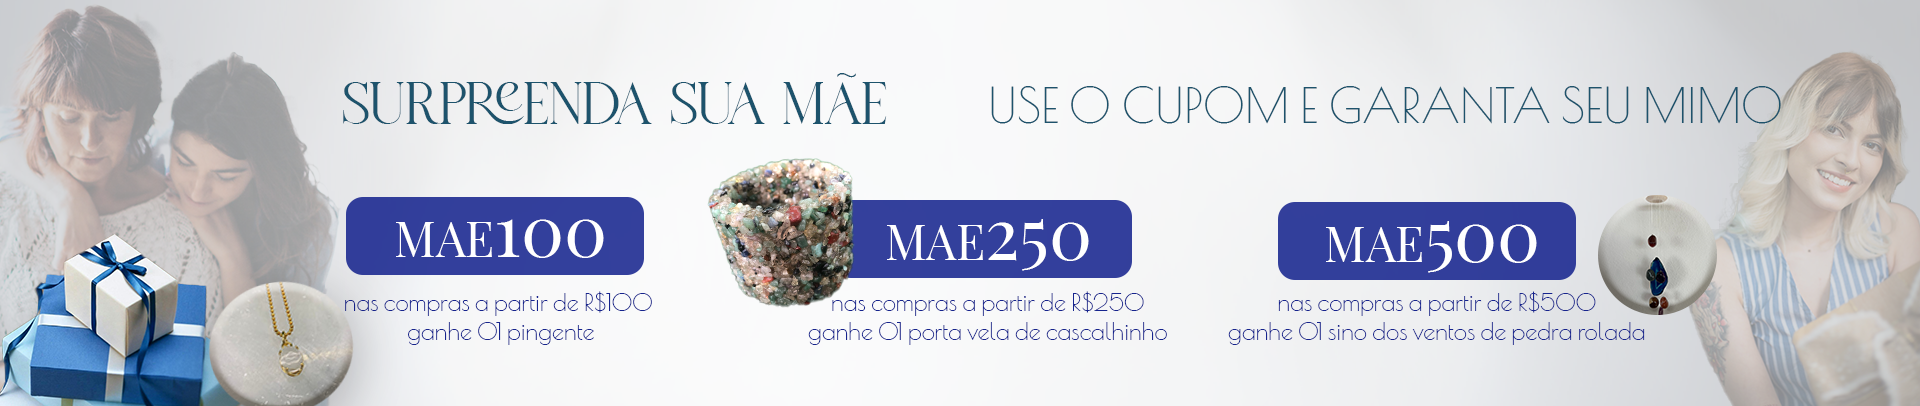 SURPREENDA SUA MÃE
USE O CUPOM E GARANTA SEU MIMO
MAE100
nas compras a partir de R$100
ganhe 01 pingente
MAE250
nas compras a partir de R$250
ganhe 01 porta vela de cascalhinho
MAE500
nas compras a partir de R$500
ganhe 01 sino dos ventos de pedra rolada